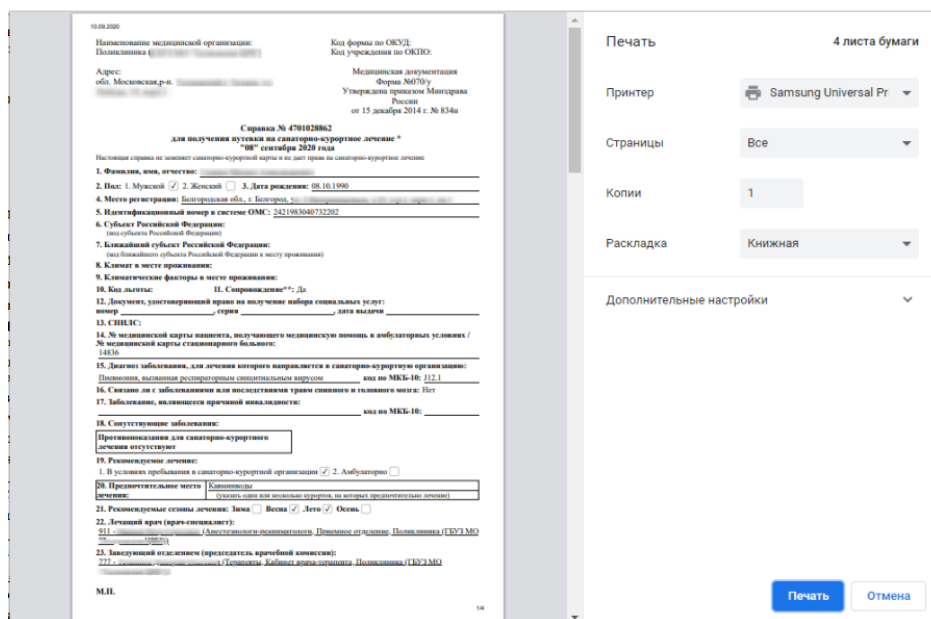 10.09.2020
Наименование медицинской организации:
Поликлиника
Код формы по ОКУД:
Код учреждения по ОКПО:
Адрес:
обл. Московская,р-н.
Медицинская документация
Форма №070/у
Утверждена приказом Минздрава
России
от 15 декабря 2014 г. № 834н
Справка № 4701028862
для получения путевки на санаторно-курортное лечение *
"08" сентября 2020 года
Настоящая справка не заменяет санаторно-курортной карты и не дает права на санаторно-курортное лечение
1. Фамилия, имя, отчество:
2. Пол: 1. Мужской ✓ 2. Женский 3. Дата рождения: 08.10.1990
4. Место регистрации: Белгородская обл., г. Белгород,
5. Идентификационный номер в системе ОМС: 2421983040732202
6. Субъект Российской Федерации:
(код субъекта Российской Федерации)
7. Ближайший субъект Российской Федерации:
(код ближайшего субъекта Российской Федерации к месту проживания)
8. Климат в месте проживания:
9. Климатические факторы в месте проживания:
10. Код льготы: 11. Сопровождение**: Да
12. Документ, удостоверяющий право на получение набора социальных услуг:
номер , серия , дата выдачи
13. СНИЛС:
14. № медицинской карты пациента, получающего медицинскую помощь в амбулаторных условиях /
№ медицинской карты стационарного больного:
14836
15. Диагноз заболевания, для лечения которого направляется в санаторно-курортную организацию:
Пневмония, вызванная респираторным синцитиальным вирусом код по МКБ-10: J12.1
16. Связано ли с заболеваниями или последствиями травм спинного и головного мозга: Нет
17. Заболевание, являющееся причиной инвалидности:
код по МКБ-10:
18. Сопутствующие заболевания:
Противопоказания для санаторно-курортного
лечения отсутствуют
19. Рекомендуемое лечение:
1. В условиях пребывания в санаторно-курортной организации ✓ 2. Амбулаторно
20. Предпочтительное место лечения:
Кавминводы
(указать один или несколько курортов, на которых предпочтительно лечение)
21. Рекомендуемые сезоны лечения: Зима Весна ✓ Лето ✓ Осень
22. Лечащий врач (врач-специалист):
911 - (Анестезиологи-реаниматологи. Приемное отделение. Поликлиника (ГБУЗ МО
23. Заведующий отделением (председатель врачебной комиссии):
777 - (Терапевты. Кабинет врача-терапевта. Поликлиника (ГБУЗ МО
М.П.
1/4
Печать
4 листа бумаги
Принтер
Samsung Universal Pri
Страницы
Все
Копии
1
Раскладка
Книжная
Дополнительные настройки
Печать
Отмена